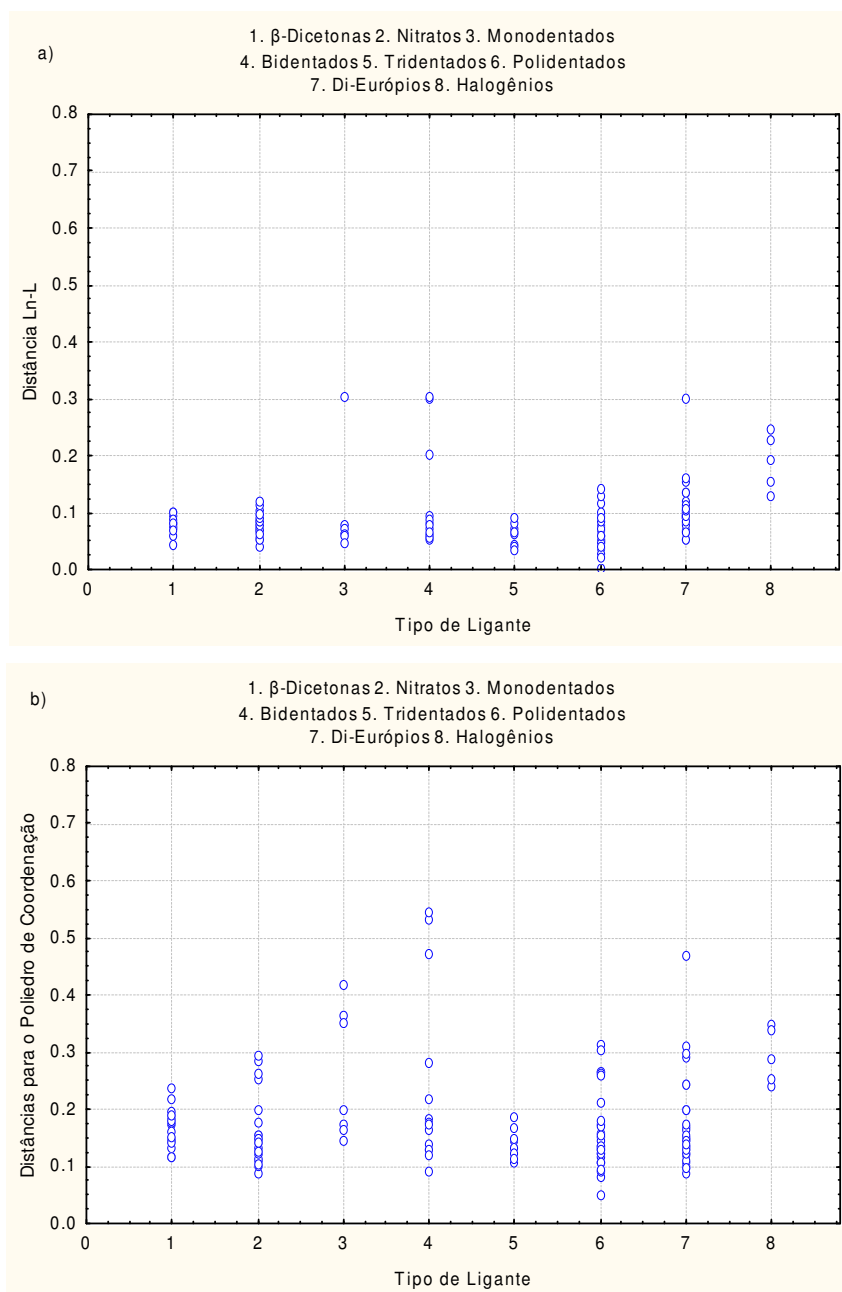 a)
1. β-Dicetonas 2. Nitratos 3. Monodentados
4. Bidentados 5. Tridentados 6. Polidentados
7. Di-Európios 8. Halogênios
0.8
0.7
0.6
0.5
0.4
0.3
0.2
0.1
0.0
Distância Ln-L
0 1 2 3 4 5 6 7 8
Tipo de Ligante
b)
1. β-Dicetonas 2. Nitratos 3. Monodentados
4. Bidentados 5. Tridentados 6. Polidentados
7. Di-Európios 8. Halogênios
0.8
0.7
0.6
0.5
0.4
0.3
0.2
0.1
0.0
Distâncias para o Poliedro de Coordenação
0 1 2 3 4 5 6 7 8
Tipo de Ligante